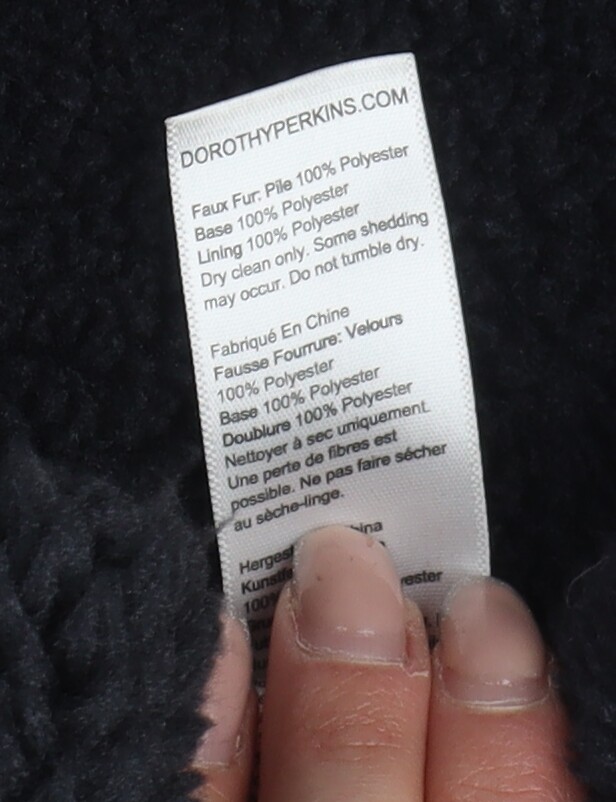 DOROTHYPERKINS.COM
Faux Fur: Pile 100% Polyester
Base 100% Polyester
Lining 100% Polyester
Dry clean only. Some shedding
may occur. Do not tumble dry.
Fabriqué En Chine
Fausse Fourrure: Velours
100% Polyester
Base 100% Polyester
Doublure 100% Polyester
Nettoyer à sec uniquement.
Une perte de fibres est
possible. Ne pas faire sécher
au sèche-linge.